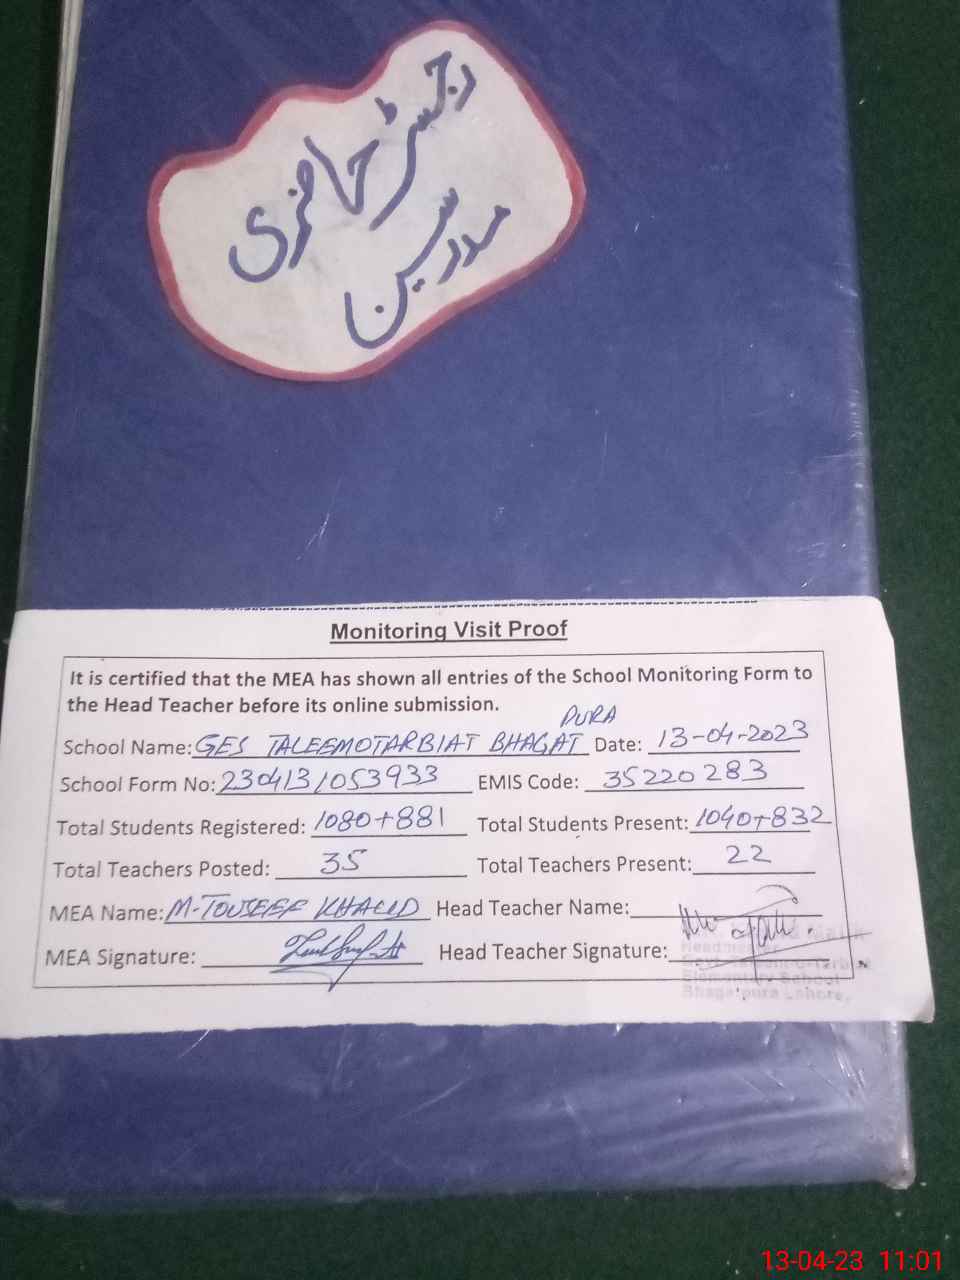 رجسٹر حاضری
مدرسین
Monitoring Visit Proof
It is certified that the MEA has shown all entries of the School Monitoring Form to
the Head Teacher before its online submission.
School Name: GES TALEEMOTARBIAT BHAGAT PURA Date: 13-04-2023
School Form No: 230413/053933 EMIS Code: 35220283
Total Students Registered: 1080+881 Total Students Present: 1040+832
Total Teachers Posted: 35 Total Teachers Present: 22
MEA Name: M-TOUSEEF KHALID Head Teacher Name:
MEA Signature: Head Teacher Signature:
Headmaster
Elementary School
Bhagatpura Lahore.
13-04-23 11:01